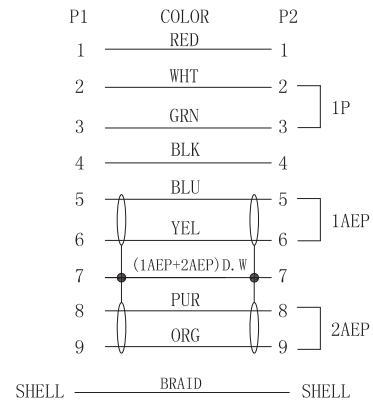 P1 COLOR P2
1 RED 1
2 WHT 2
1P
3 GRN 3
4 BLK 4
5 BLU 5
1AEP
6 YEL 6
7 (1AEP+2AEP)D.W 7
8 PUR 8
2AEP
9 ORG 9
SHELL BRAID SHELL